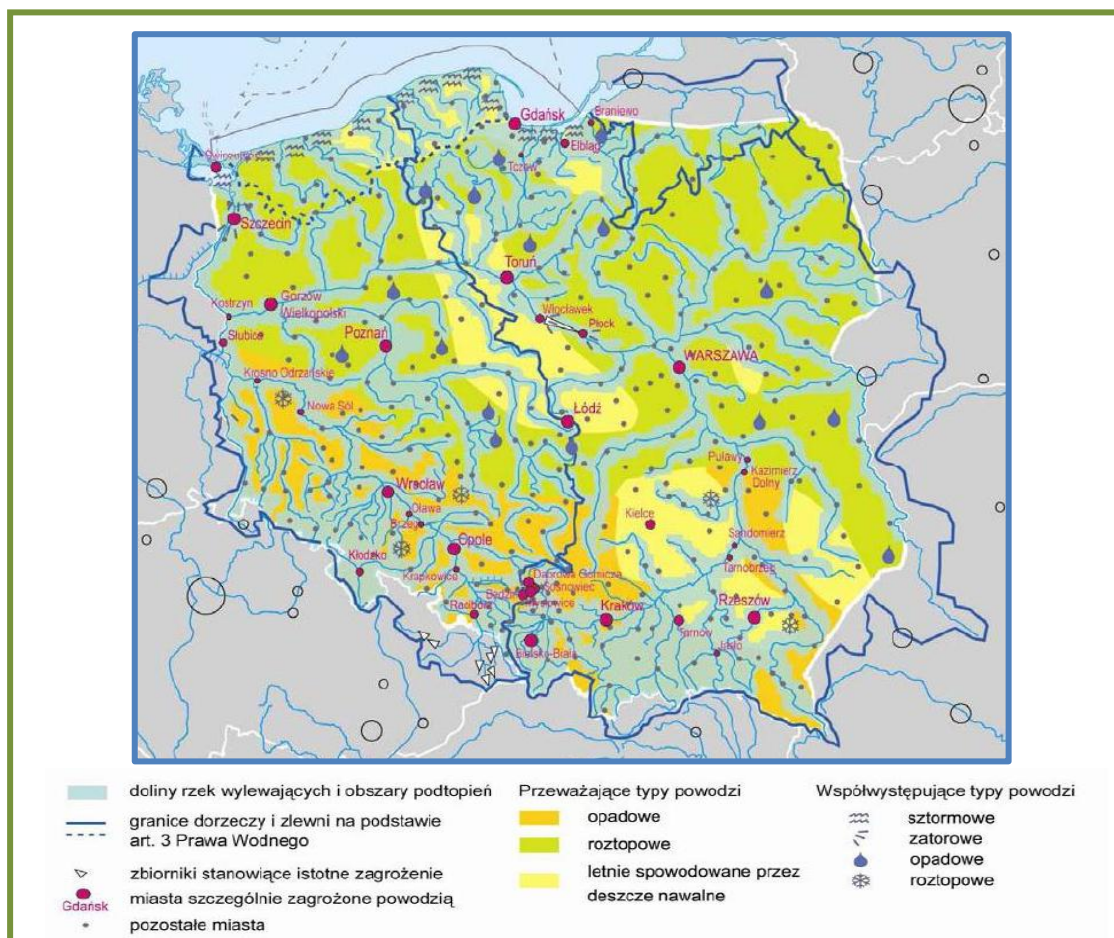 Gdańsk
Braniewo
Elbląg
Tczew
Szczecin
Toruń
Kostrzyn
Gorzów
Wielkopolski
Włocławek
Płock
Słubice
Poznań
WARSZAWA
Krosno Odrzańskie
Nowa Sól
Łódź
Puławy
Kazimierz
Dolny
Wrocław
Oława
Brzeg
Kielce
Sandomierz
Opole
Tarnobrzeg
Kłodzko
Krapkowice
Dąbrowa Górnicza
Sosnowiec
Racibórz
Kraków
Rzeszów
Tarnów
Jasło
Bielsko-Biała
doliny rzek wylewających i obszary podtopień
granice dorzeczy i zlewni na podstawie
art. 3 Prawa Wodnego
zbiorniki stanowiące istotne zagrożenie
miasta szczególnie zagrożone powodzią
Gdańsk
pozostałe miasta
Przeważające typy powodzi
opadowe
roztopowe
letnie spowodowane przez
deszcze nawalne
Współwystępujące typy powodzi
sztormowe
zatorowe
opadowe
roztopowe